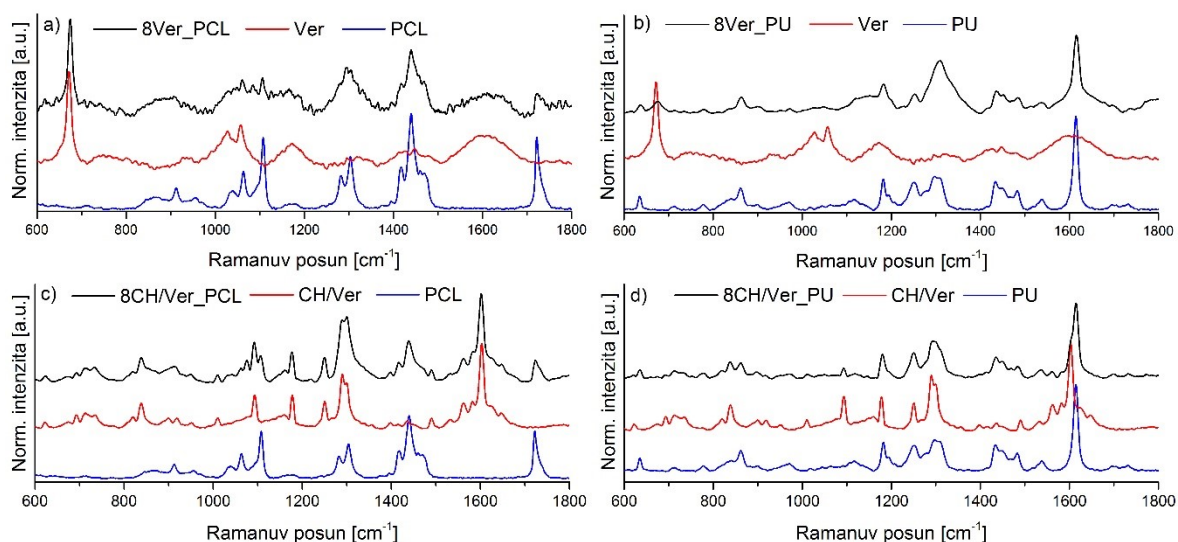 a) 8Ver_PCL Ver PCL
Norm. intenzita [a.u.]
600 800 1000 1200 1400 1600 1800
Ramanuv posun [cm⁻¹]
b) 8Ver_PU Ver PU
Norm. intenzita [a.u.]
600 800 1000 1200 1400 1600 1800
Ramanuv posun [cm⁻¹]
c) 8CH/Ver_PCL CH/Ver PCL
Norm. intenzita [a.u.]
600 800 1000 1200 1400 1600 1800
Ramanuv posun [cm⁻¹]
d) 8CH/Ver_PU CH/Ver PU
Norm. intenzita [a.u.]
600 800 1000 1200 1400 1600 1800
Ramanuv posun [cm⁻¹]